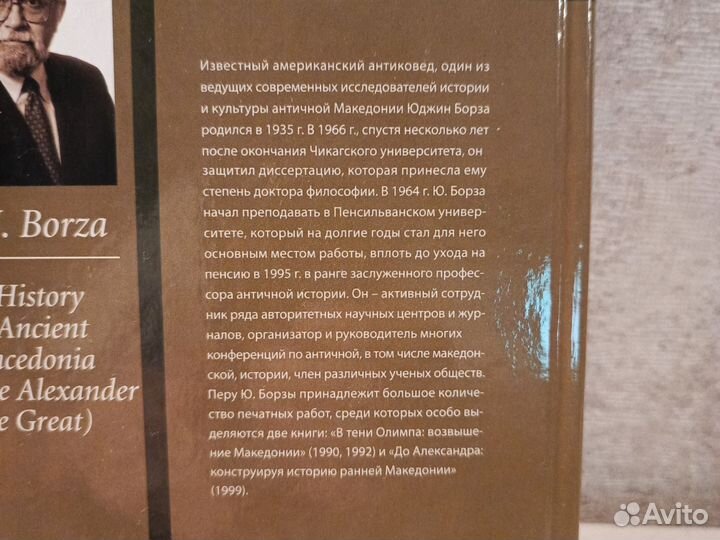 . Borza
History
Ancient
cedonia
e Alexander
e Great)
Известный американский антиковед, один из
ведущих современных исследователей истории
и культуры античной Македонии Юджин Борза
родился в 1935 г. В 1966 г., спустя несколько лет
после окончания Чикагского университета, он
защитил диссертацию, которая принесла ему
степень доктора философии. В 1964 г. Ю. Борза
начал преподавать в Пенсильванском универ-
ситете, который на долгие годы стал для него
основным местом работы, вплоть до ухода на
пенсию в 1995 г. в ранге заслуженного профес-
сора античной истории. Он – активный сотруд-
ник ряда авторитетных научных центров и жур-
налов, организатор и руководитель многих
конференций по античной, в том числе македон-
ской, истории, член различных ученых обществ.
Перу Ю. Борзы принадлежит большое количе-
ство печатных работ, среди которых особо вы-
деляются две книги: «В тени Олимпа: возвыше-
ние Македонии» (1990, 1992) и «До Александра:
конструируя историю ранней Македонии»
(1999).
Avito